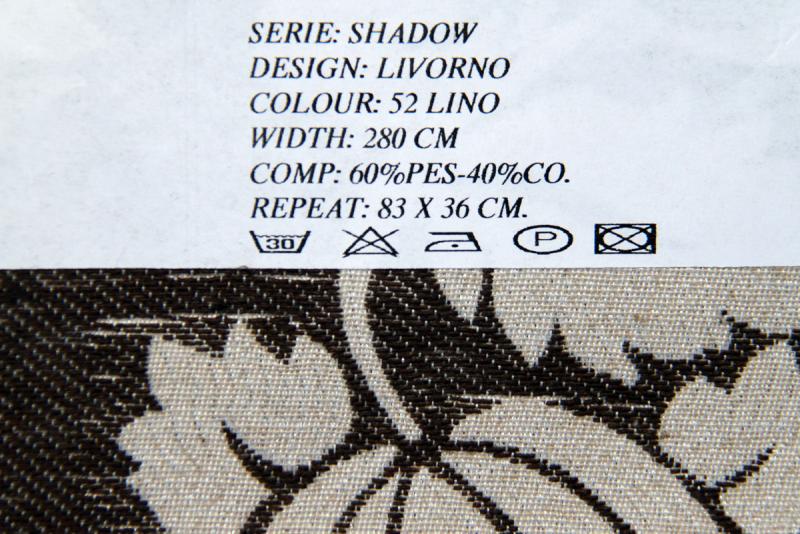 SERIE: SHADOW
DESIGN: LIVORNO
COLOUR: 52 LINO
WIDTH: 280 CM
COMP: 60%PES-40%CO.
REPEAT: 83 X 36 CM.
30 P